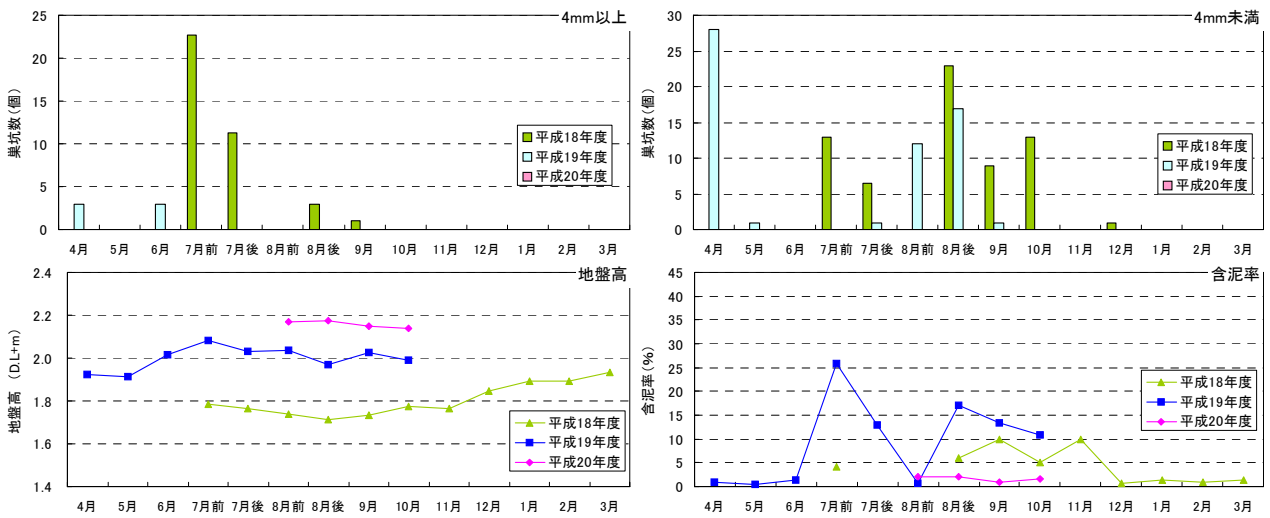 4mm以上
巣坑数(個)
25
20
15
10
5
0
平成18年度
平成19年度
平成20年度
4月 5月 6月 7月前 7月後 8月前 8月後 9月 10月 11月 12月 1月 2月 3月
4mm未満
巣坑数(個)
30
25
20
15
10
5
0
平成18年度
平成19年度
平成20年度
4月 5月 6月 7月前 7月後 8月前 8月後 9月 10月 11月 12月 1月 2月 3月
地盤高
地盤高 (D.L+m)
2.4
2.2
2.0
1.8
1.6
1.4
平成18年度
平成19年度
平成20年度
4月 5月 6月 7月前 7月後 8月前 8月後 9月 10月 11月 12月 1月 2月 3月
含泥率
含泥率(%)
45
40
35
30
25
20
15
10
5
0
平成18年度
平成19年度
平成20年度
4月 5月 6月 7月前 7月後 8月前 8月後 9月 10月 11月 12月 1月 2月 3月